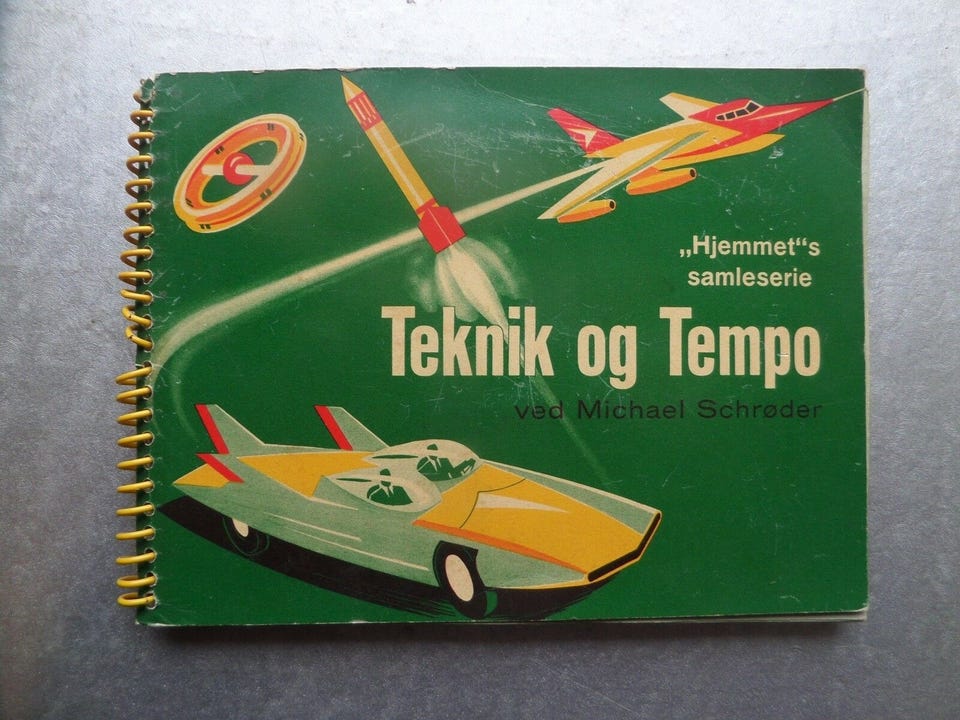 „Hjemmet“s
samleserie
Teknik og Tempo
ved Michael Schrøder